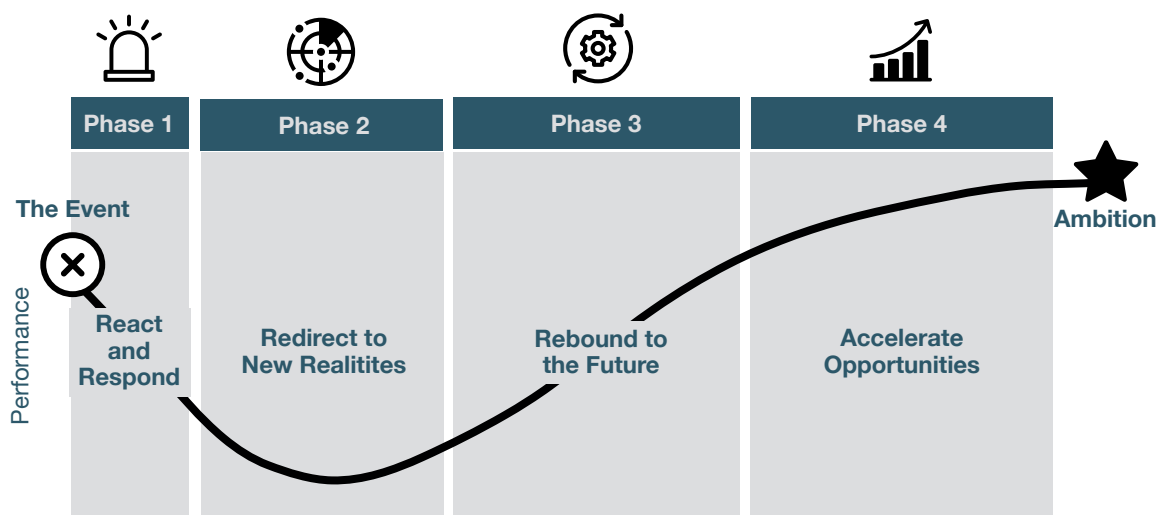 Phase 1
Phase 2
Phase 3
Phase 4
The Event
Ambition
Performance
React
and
Respond
Redirect to
New Realitites
Rebound to
the Future
Accelerate
Opportunities